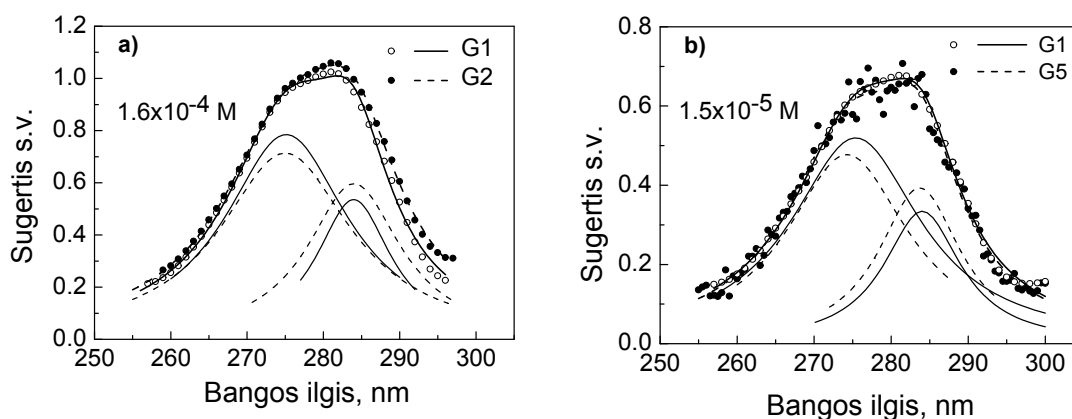 a)
G1
G2
1.6x10-4 M
Sugertis s.v.
1.2
1.0
0.8
0.6
0.4
0.2
0.0
250 260 270 280 290 300
Bangos ilgis, nm
b)
G1
G5
1.5x10-5 M
Sugertis s.v.
0.8
0.6
0.4
0.2
0.0
250 260 270 280 290 300
Bangos ilgis, nm